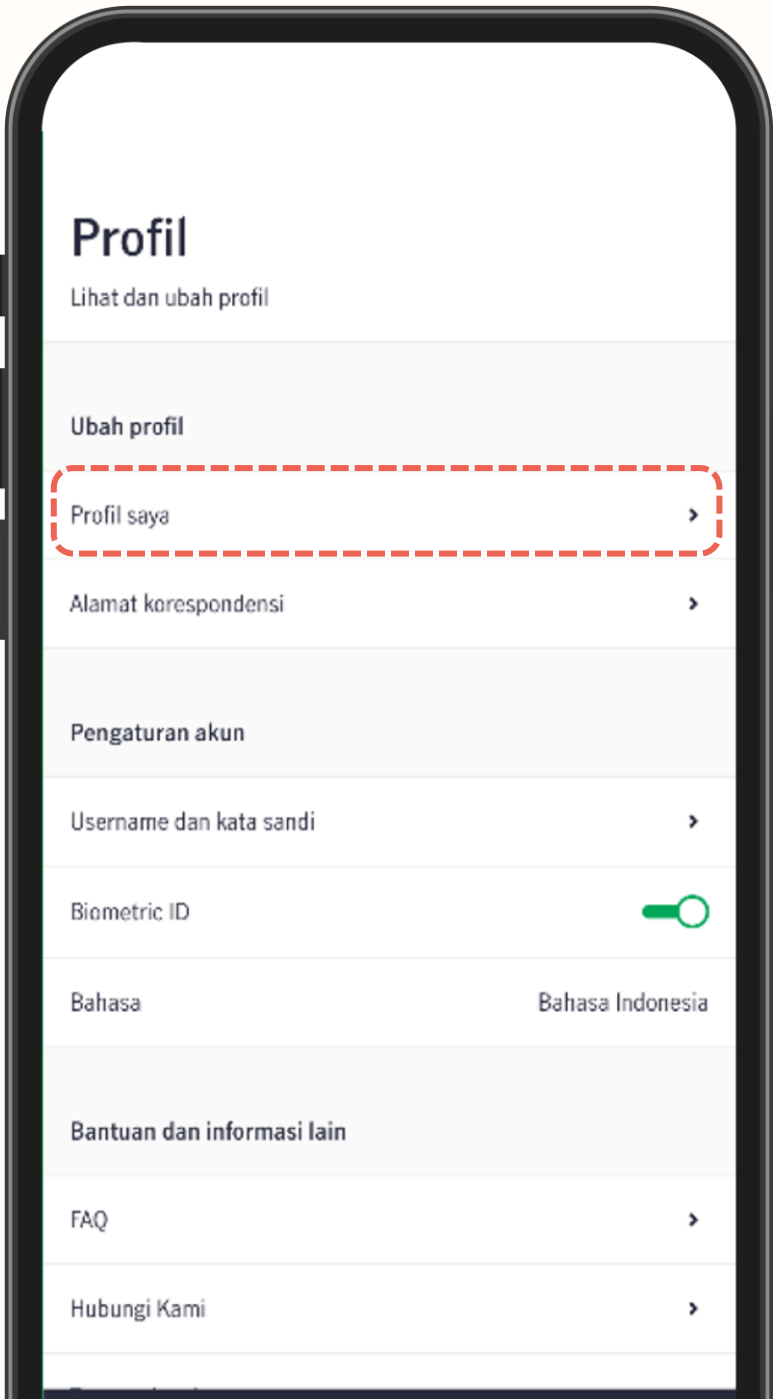 Profil
Lihat dan ubah profil
Ubah profil
Profil saya
Alamat korespondensi
Pengaturan akun
Username dan kata sandi
Biometric ID
Bahasa Bahasa Indonesia
Bantuan dan informasi lain
FAQ
Hubungi Kami